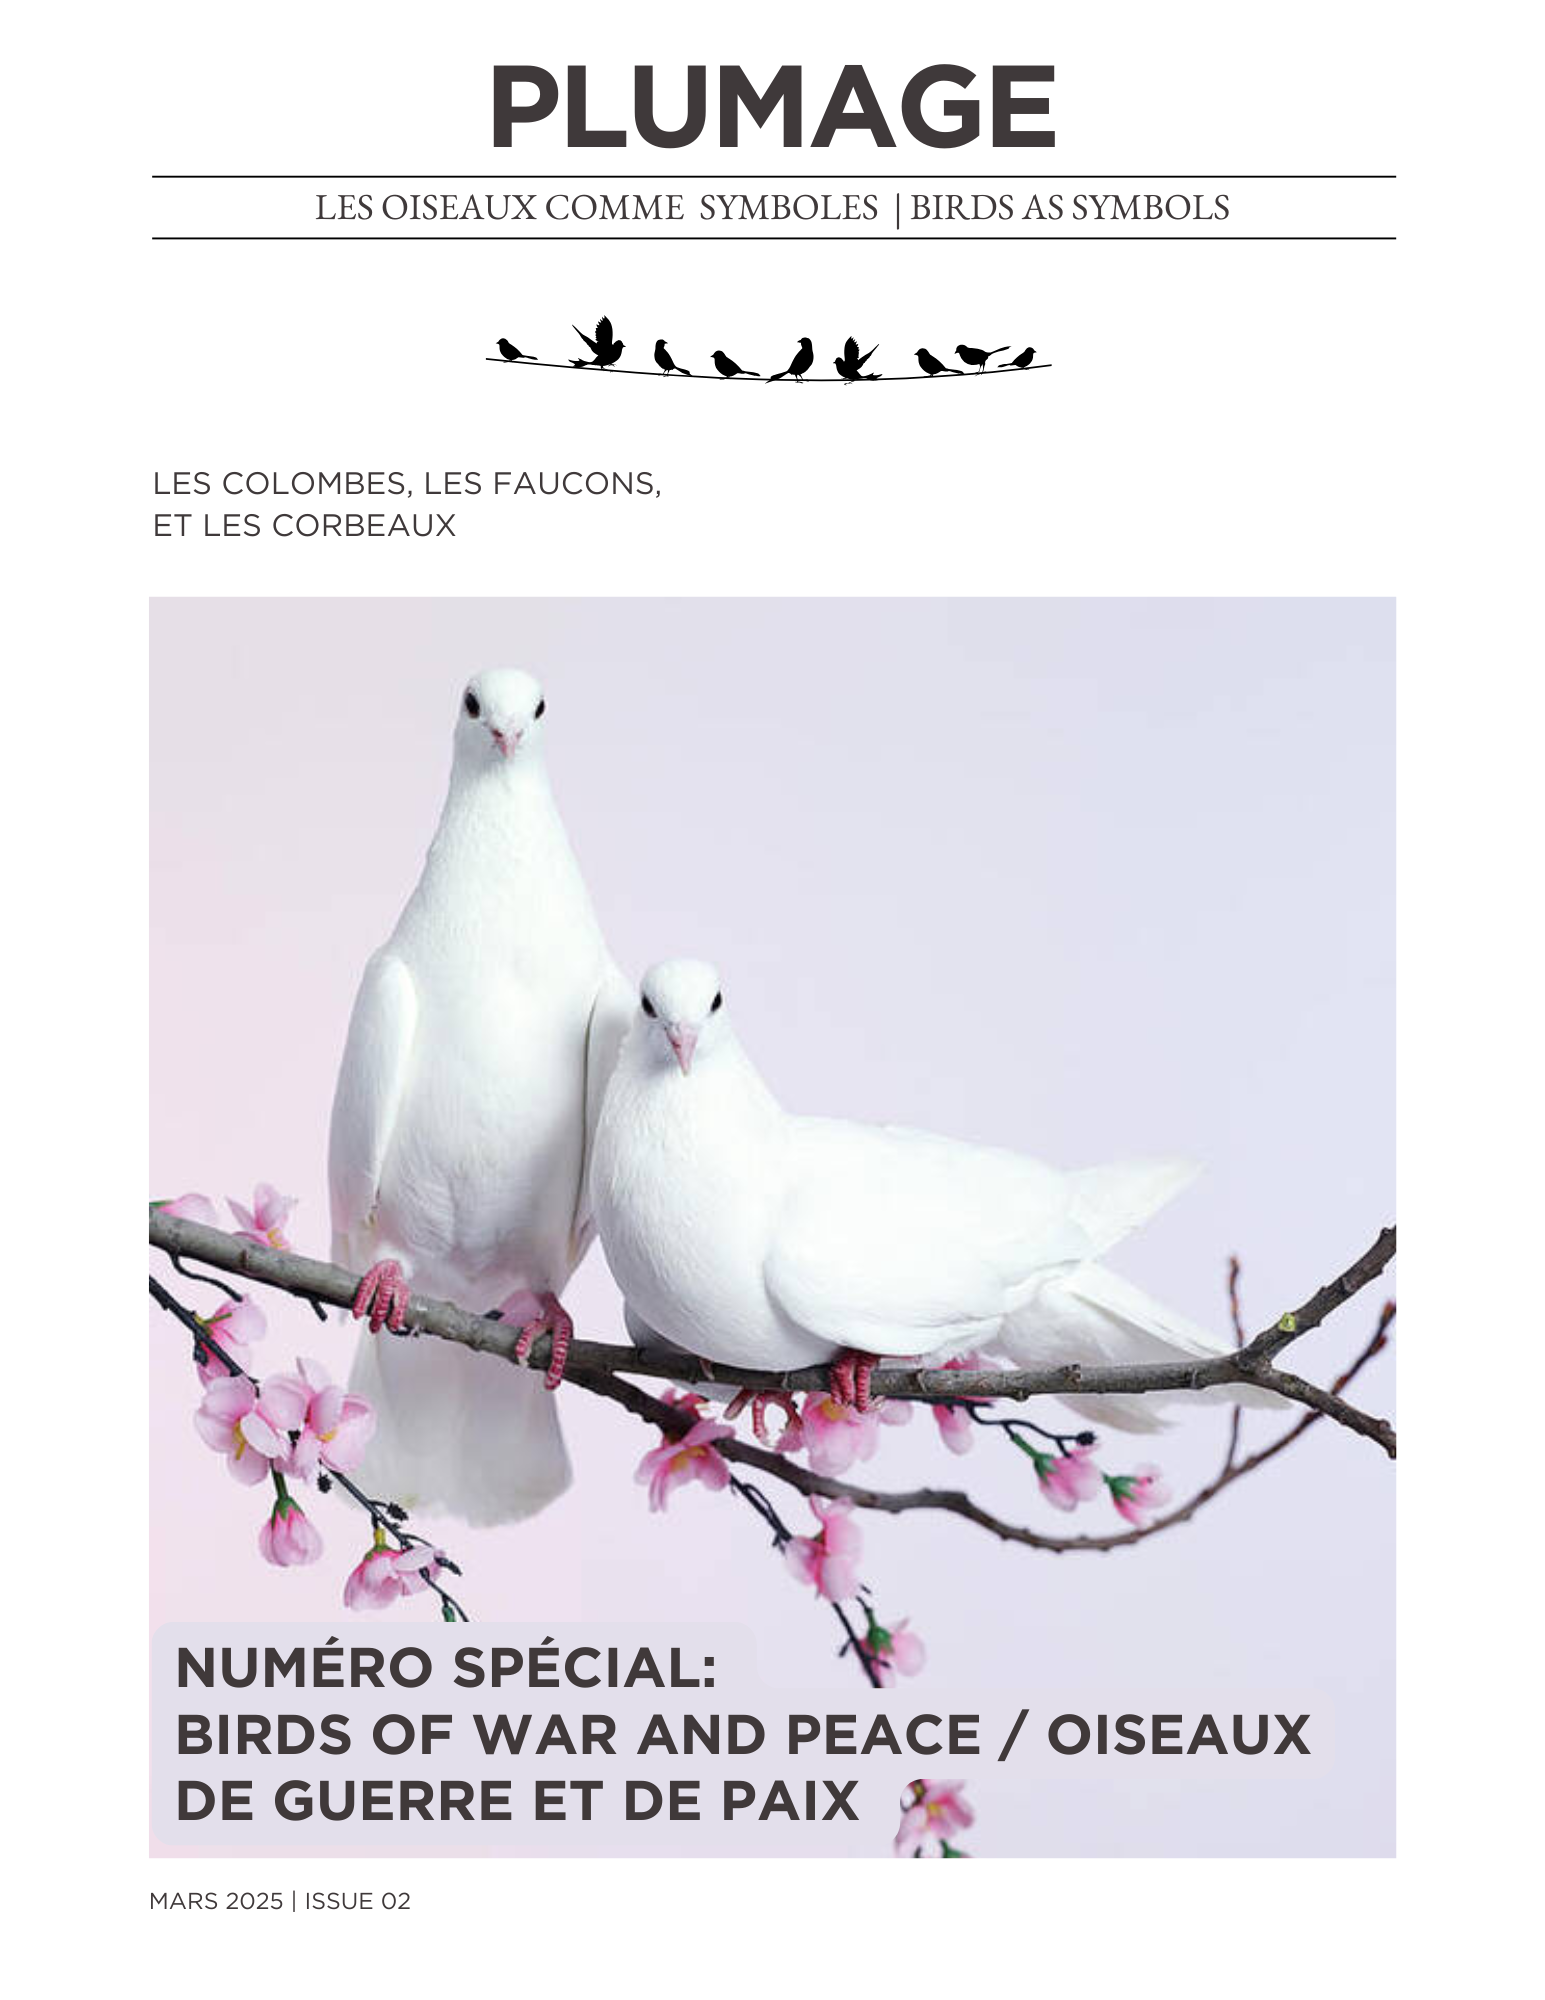 PLUMAGE
LES OISEAUX COMME SYMBOLES | BIRDS AS SYMBOLS
LES COLOMBES, LES FAUCONS,
ET LES CORBEAUX
NUMÉRO SPÉCIAL:
BIRDS OF WAR AND PEACE / OISEAUX
DE GUERRE ET DE PAIX
MARS 2025 | ISSUE 02